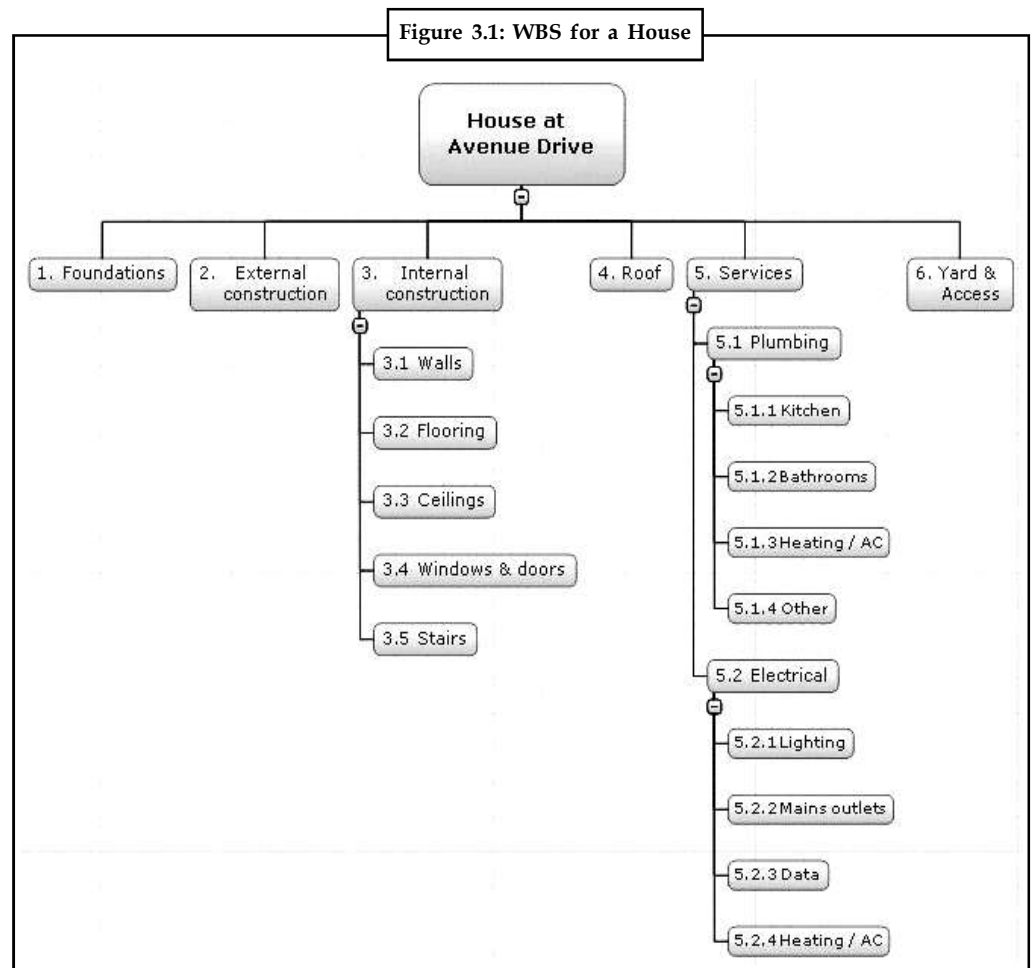 Figure 3.1: WBS for a House
House at
Avenue Drive
1. Foundations
2. External
construction
3. Internal
construction
4. Roof
5. Services
6. Yard &
Access
3.1 Walls
3.2 Flooring
3.3 Ceilings
3.4 Windows & doors
3.5 Stairs
5.1 Plumbing
5.1.1 Kitchen
5.1.2 Bathrooms
5.1.3 Heating / AC
5.1.4 Other
5.2 Electrical
5.2.1 Lighting
5.2.2 Mains outlets
5.2.3 Data
5.2.4 Heating / AC